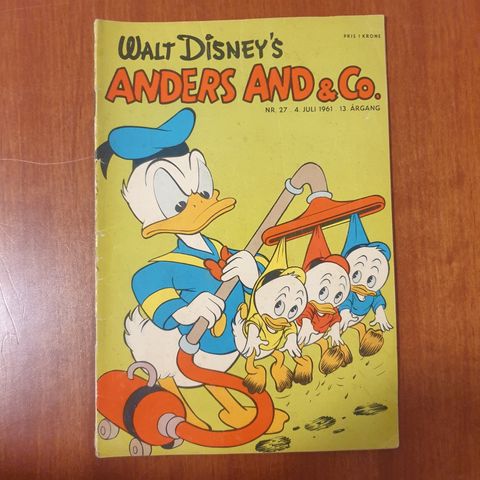 PRIS 1 KRONE
WALT DISNEY'S
ANDERS AND & Co.
NR. 27 . 4. JULI 1961 . 13. ÅRGANG